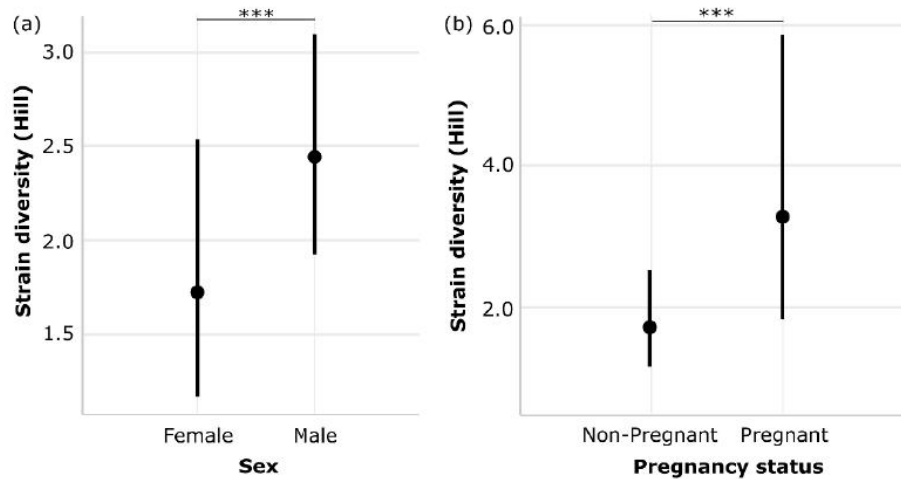 (a)
***
Strain diversity (Hill)
3.0
2.5
2.0
1.5
Female Male
Sex
(b)
***
Strain diversity (Hill)
6.0
4.0
2.0
Non-Pregnant Pregnant
Pregnancy status